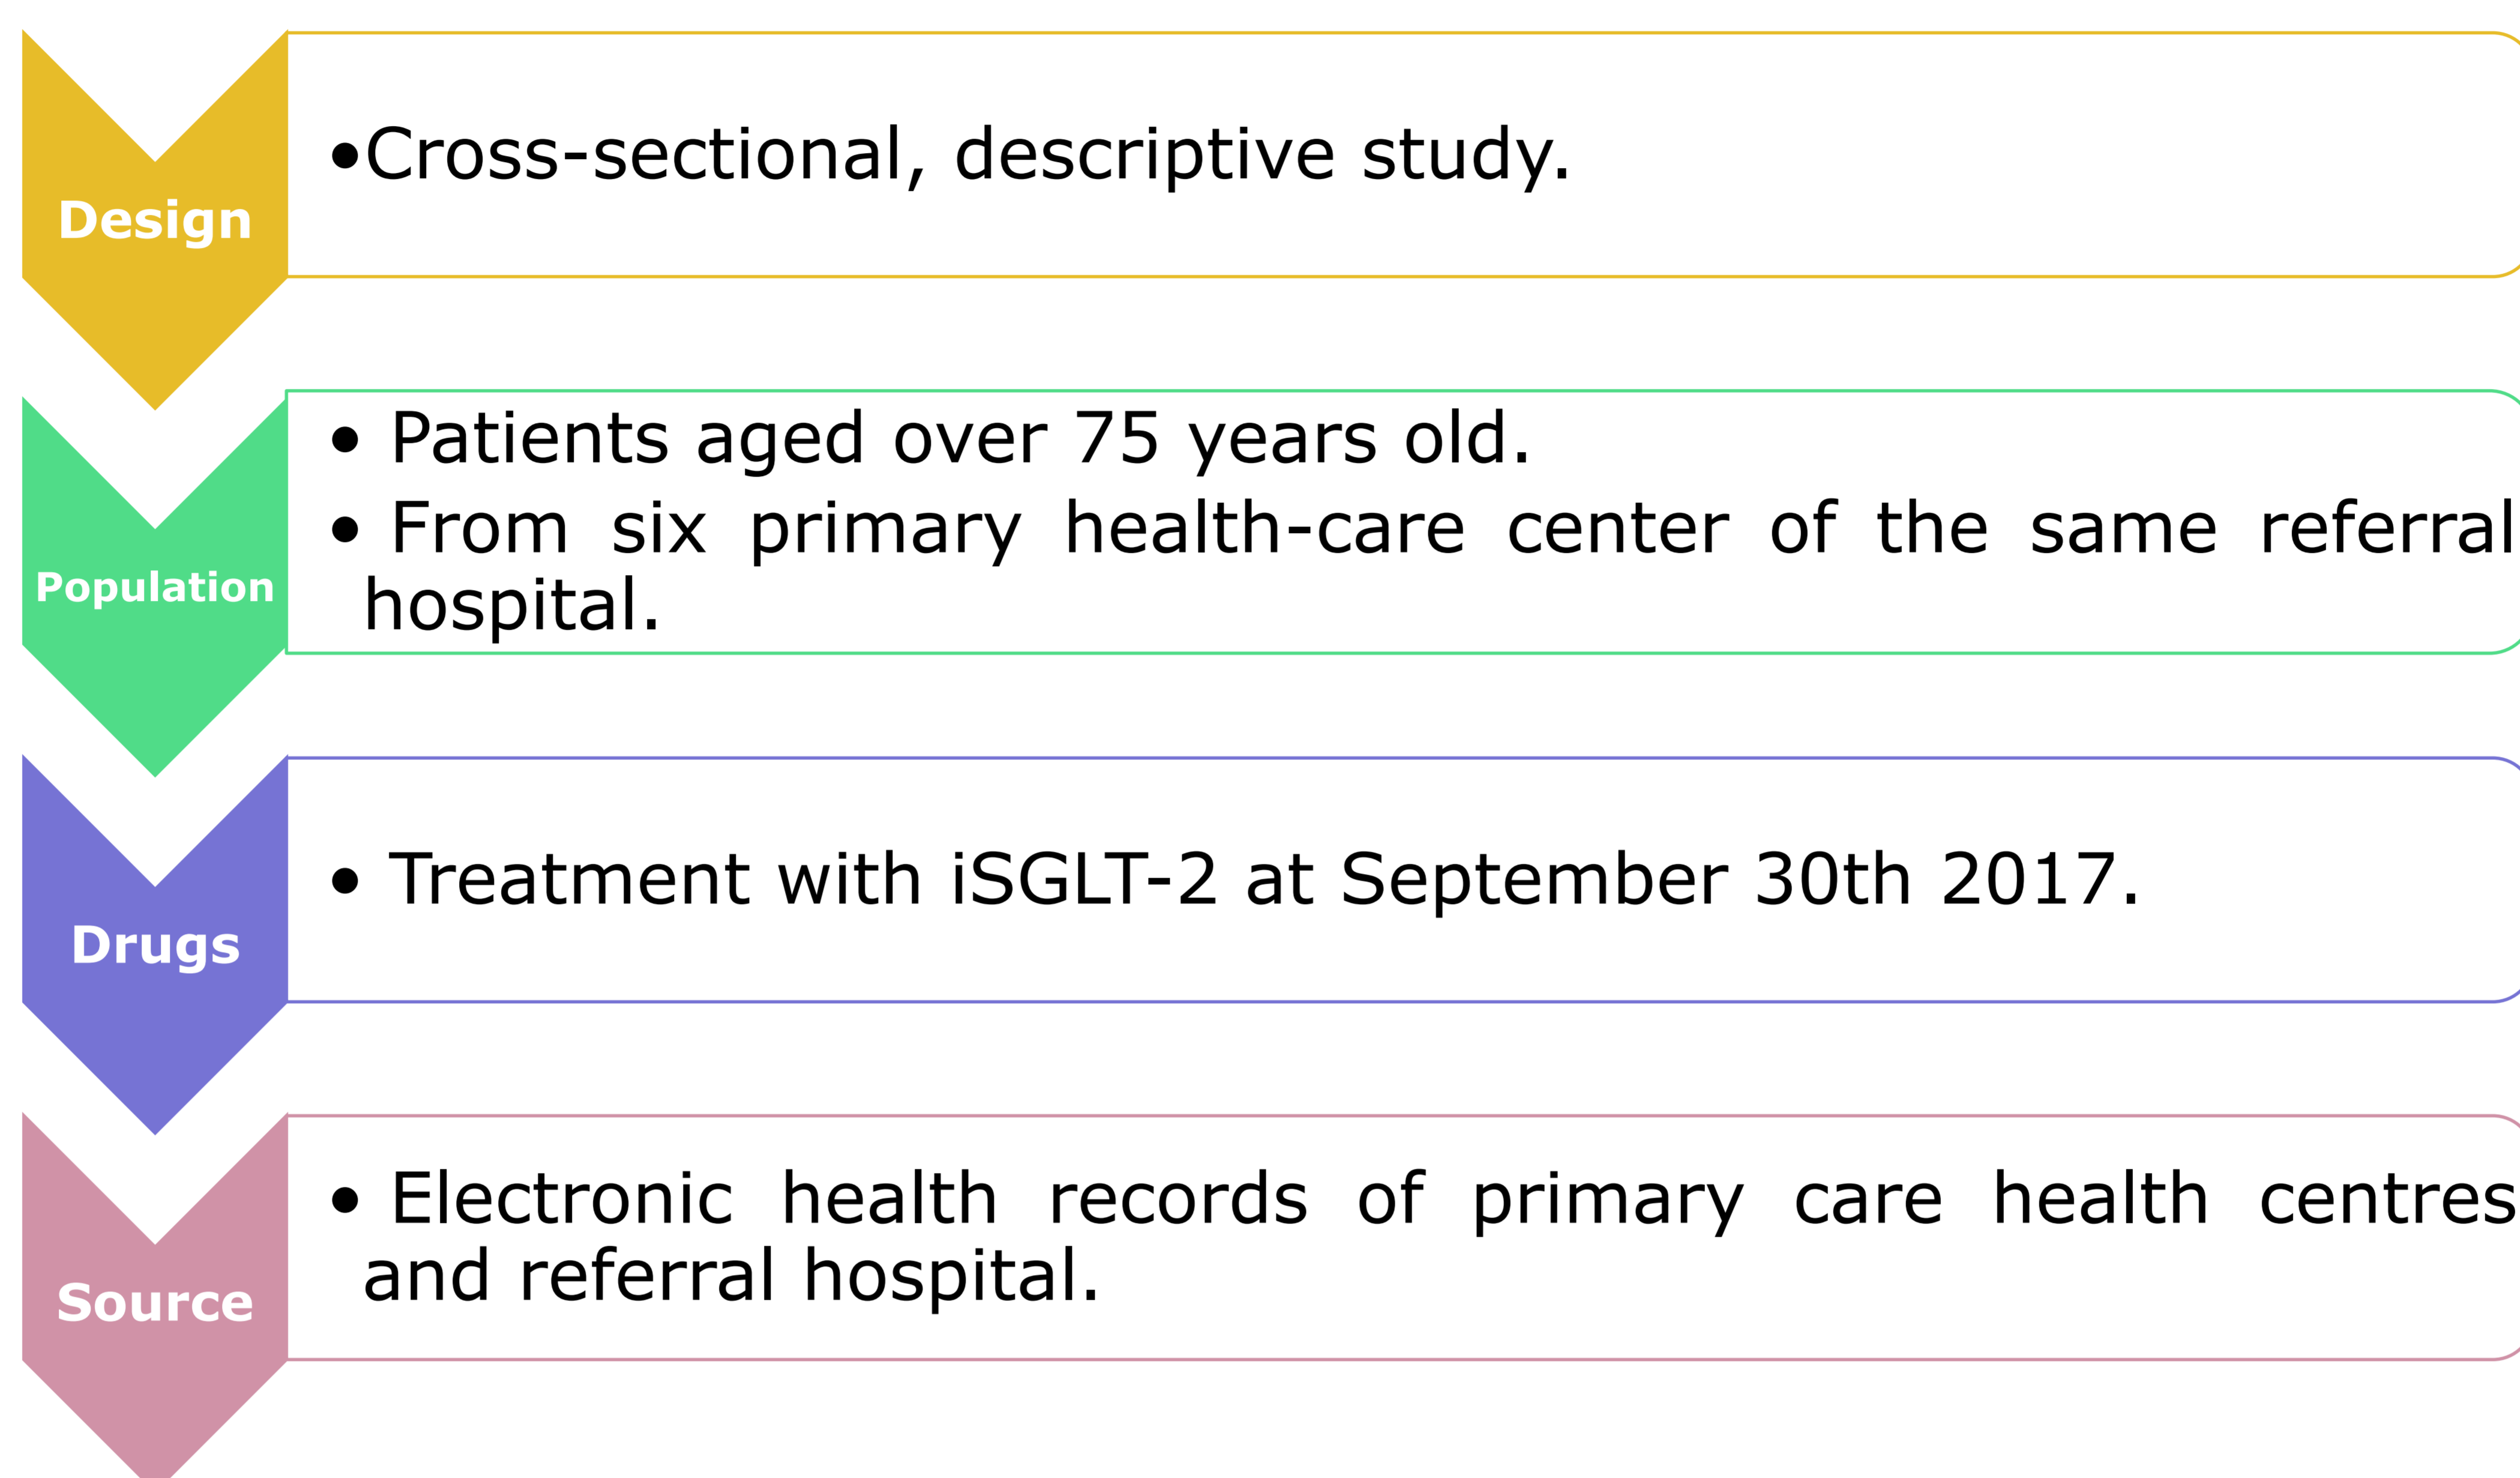 Design
•Cross-sectional, descriptive study.
Population
• Patients aged over 75 years old.
• From six primary health-care center of the same referral
hospital.
Drugs
• Treatment with iSGLT-2 at September 30th 2017.
Source
• Electronic health records of primary care health centres
and referral hospital.